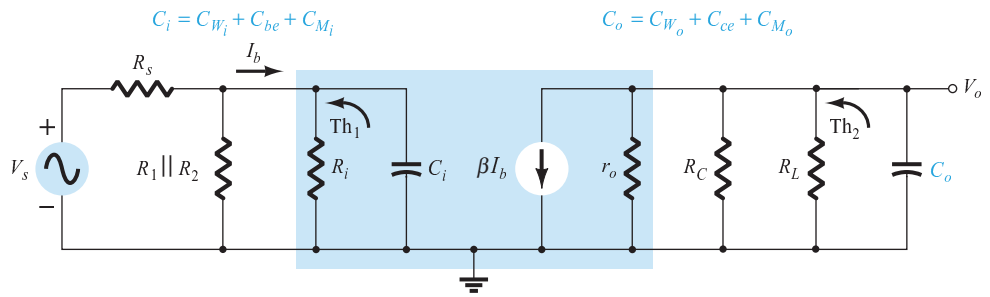 C_i = C_{W_i} + C_{be} + C_{M_i}
C_o = C_{W_o} + C_{ce} + C_{M_o}
I_b
R_s
V_o
+
Th_1
Th_2
V_s
R_1 || R_2
R_i
C_i
βI_b
r_o
R_C
R_L
C_o
−